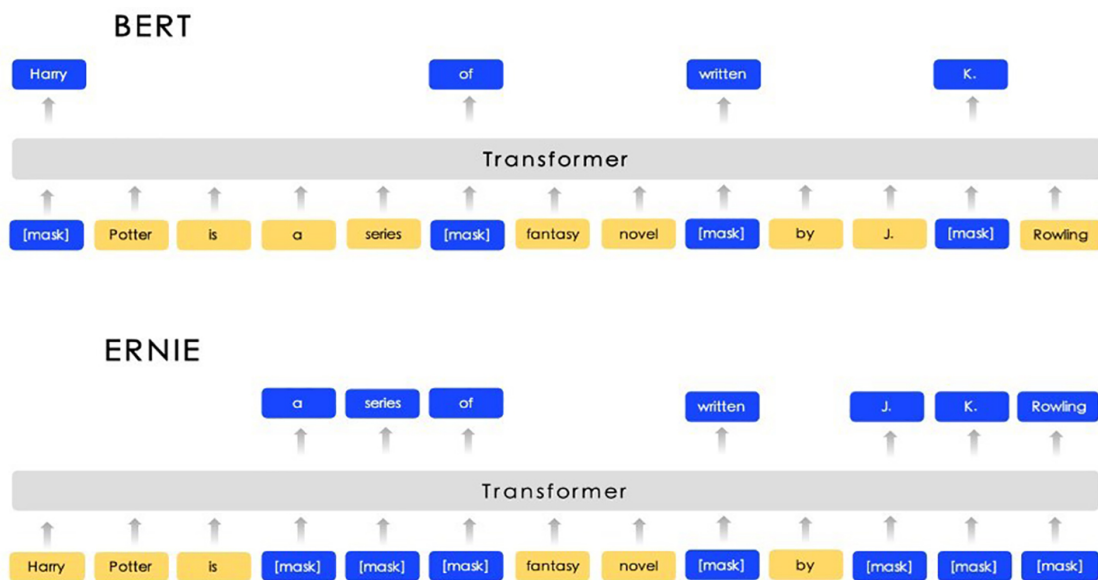 BERT
Harry of written K.
Transformer
[mask] Potter is a series [mask] fantasy novel [mask] by J. [mask] Rowling
ERNIE
a series of written J. K. Rowling
Transformer
Harry Potter is [mask] [mask] [mask] fantasy novel [mask] by [mask] [mask] [mask]